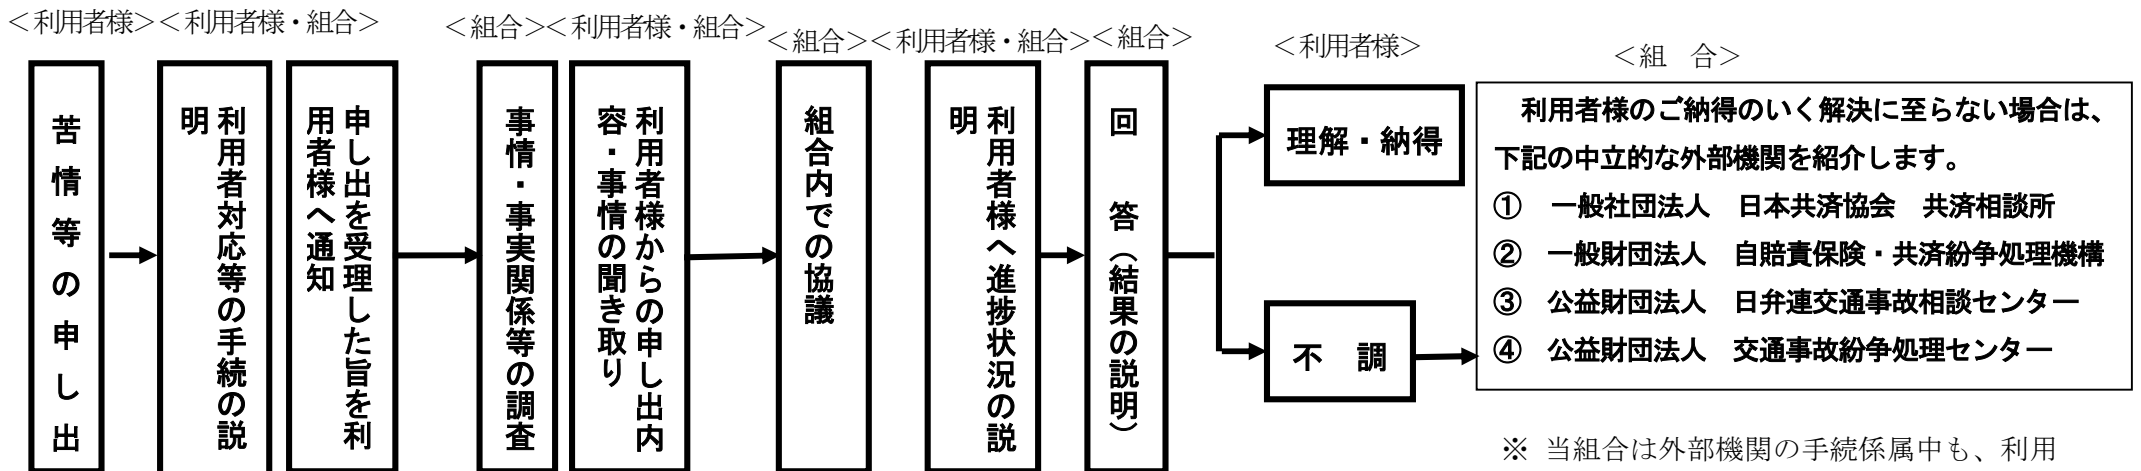 ＜利用者様＞＜利用者様・組合＞
＜組合＞＜利用者様・組合＞
＜組合＞＜利用者様・組合＞＜組合＞
＜利用者様＞
＜組　合＞
苦情等の申し出
利用者対応等の手続の説
明
申し出を受理した旨を利
用者様へ通知
事情・事実関係等の調査
利用者様からの申し出内
容・事情の聞き取り
組合内での協議
利用者様へ進捗状況の説
明
回　答（結果の説明）
理解・納得
不　調
利用者様のご納得のいく解決に至らない場合は、
下記の中立的な外部機関を紹介します。
①　一般社団法人　日本共済協会　共済相談所
②　一般財団法人　自賠責保険・共済紛争処理機構
③　公益財団法人　日弁連交通事故相談センター
④　公益財団法人　交通事故紛争処理センター
※ 当組合は外部機関の手続係属中も、利用